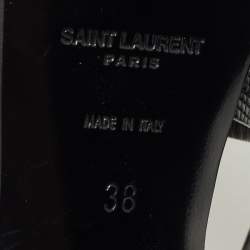 SAINT LAURENT
PARIS
MADE IN ITALY
38